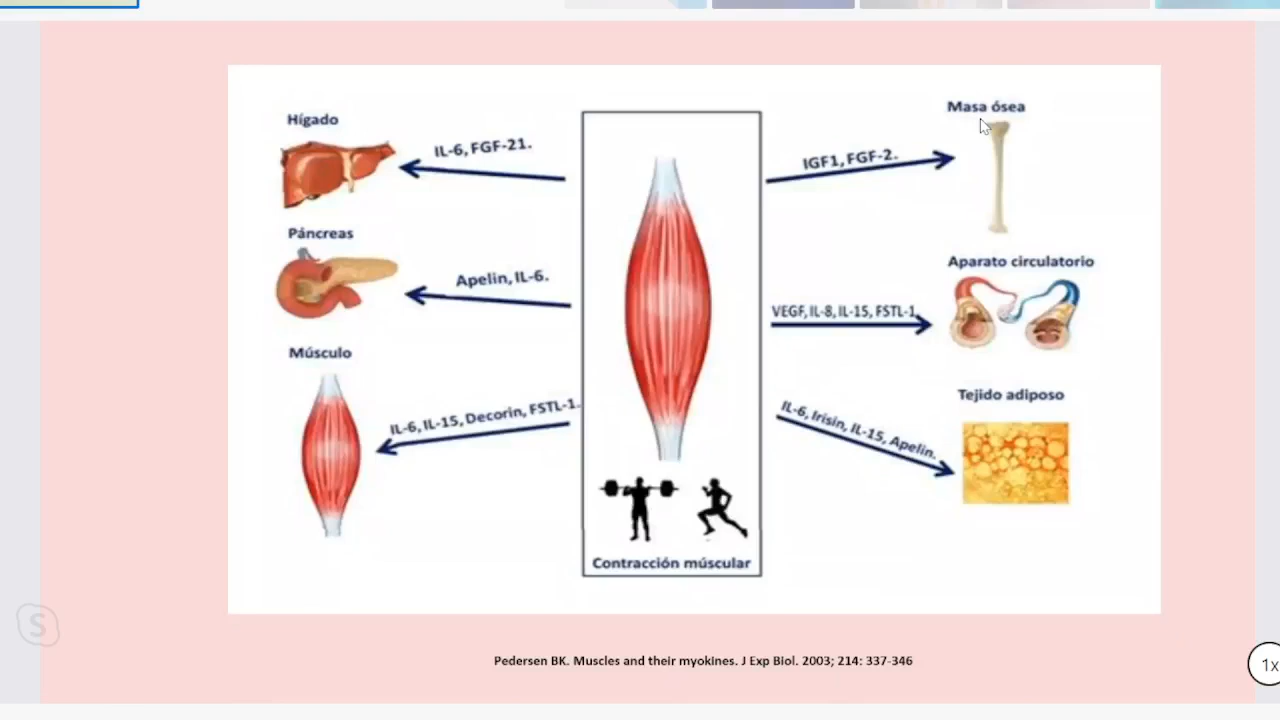 Hígado
IL-6, FGF-21.
Páncreas
Apelin, IL-6.
Músculo
IL-6, IL-15, Decorin, FSTL-1.
Contracción múscular
Masa ósea
IGF1, FGF-2.
Aparato circulatorio
VEGF, IL-8, IL-15, FSTL-1
Tejido adiposo
IL-6, Irisin, IL-15, Apelin.
Pedersen BK. Muscles and their myokines. J Exp Biol. 2003; 214: 337-346
S
1x